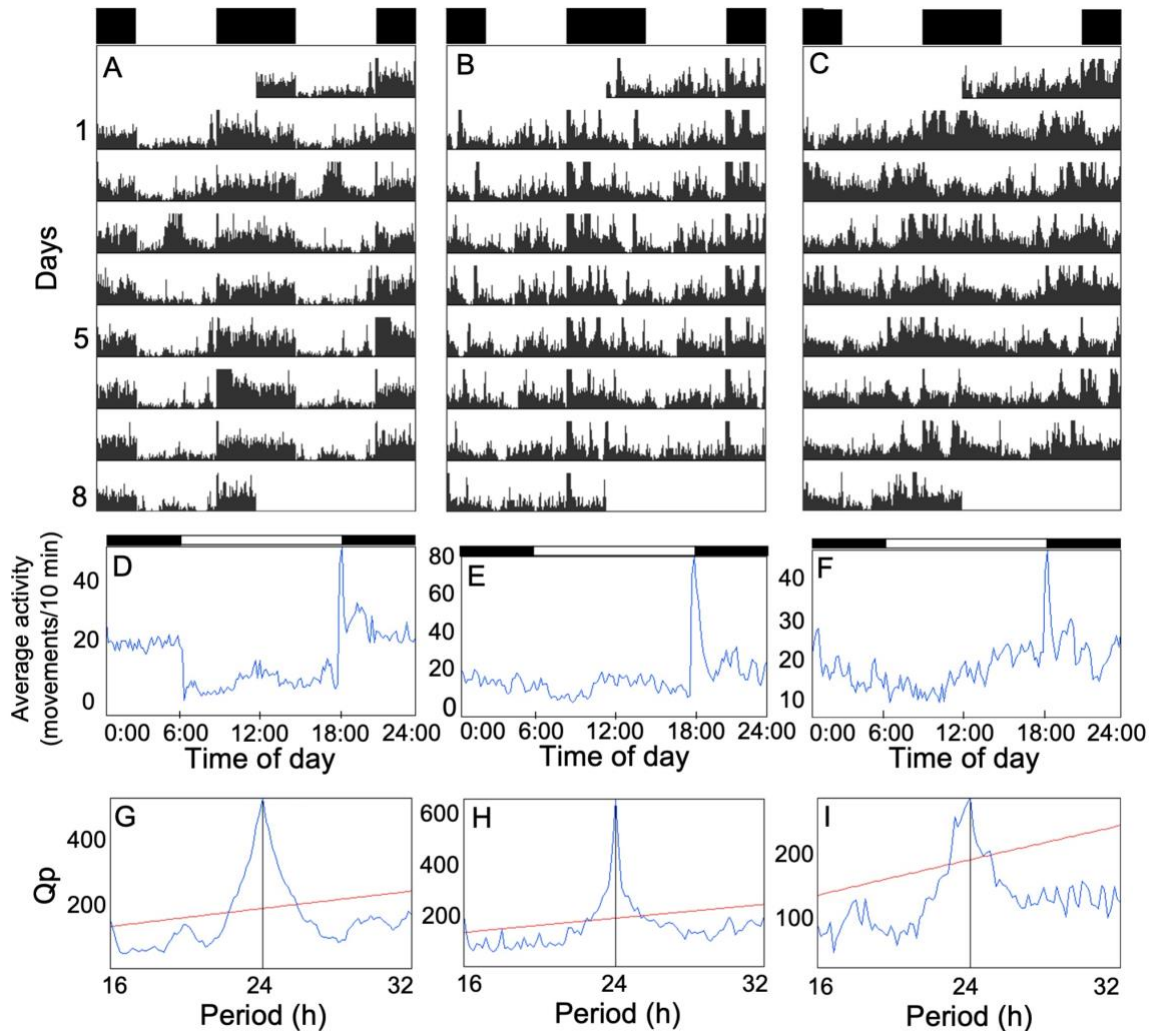 A B C
Days
1
5
8
D E F
Average activity
(movements/10 min)
40
20
0
80
60
40
20
0
40
30
20
10
0:00 6:00 12:00 18:00 24:00
0:00 6:00 12:00 18:00 24:00
0:00 6:00 12:00 18:00 24:00
Time of day Time of day Time of day
G H I
Qp
400
200
600
400
200
200
100
16 24 32
16 24 32
16 24 32
Period (h) Period (h) Period (h)